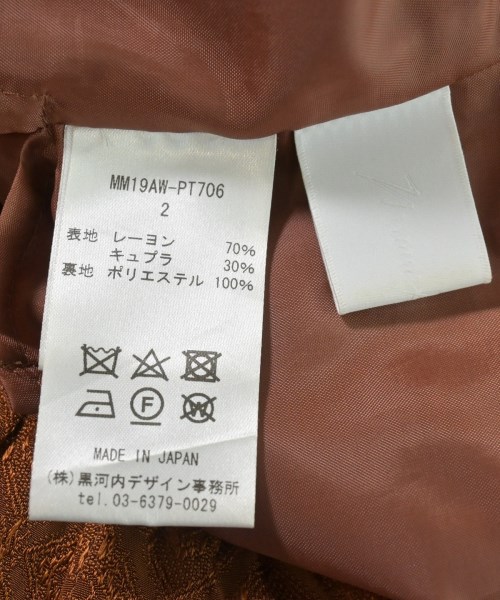 MM19AW-PT706
2
表地 レーヨン 70%
キュプラ 30%
裏地 ポリエステル 100%
F W
MADE IN JAPAN
(株)黒河内デザイン事務所
tel.03-6379-0029